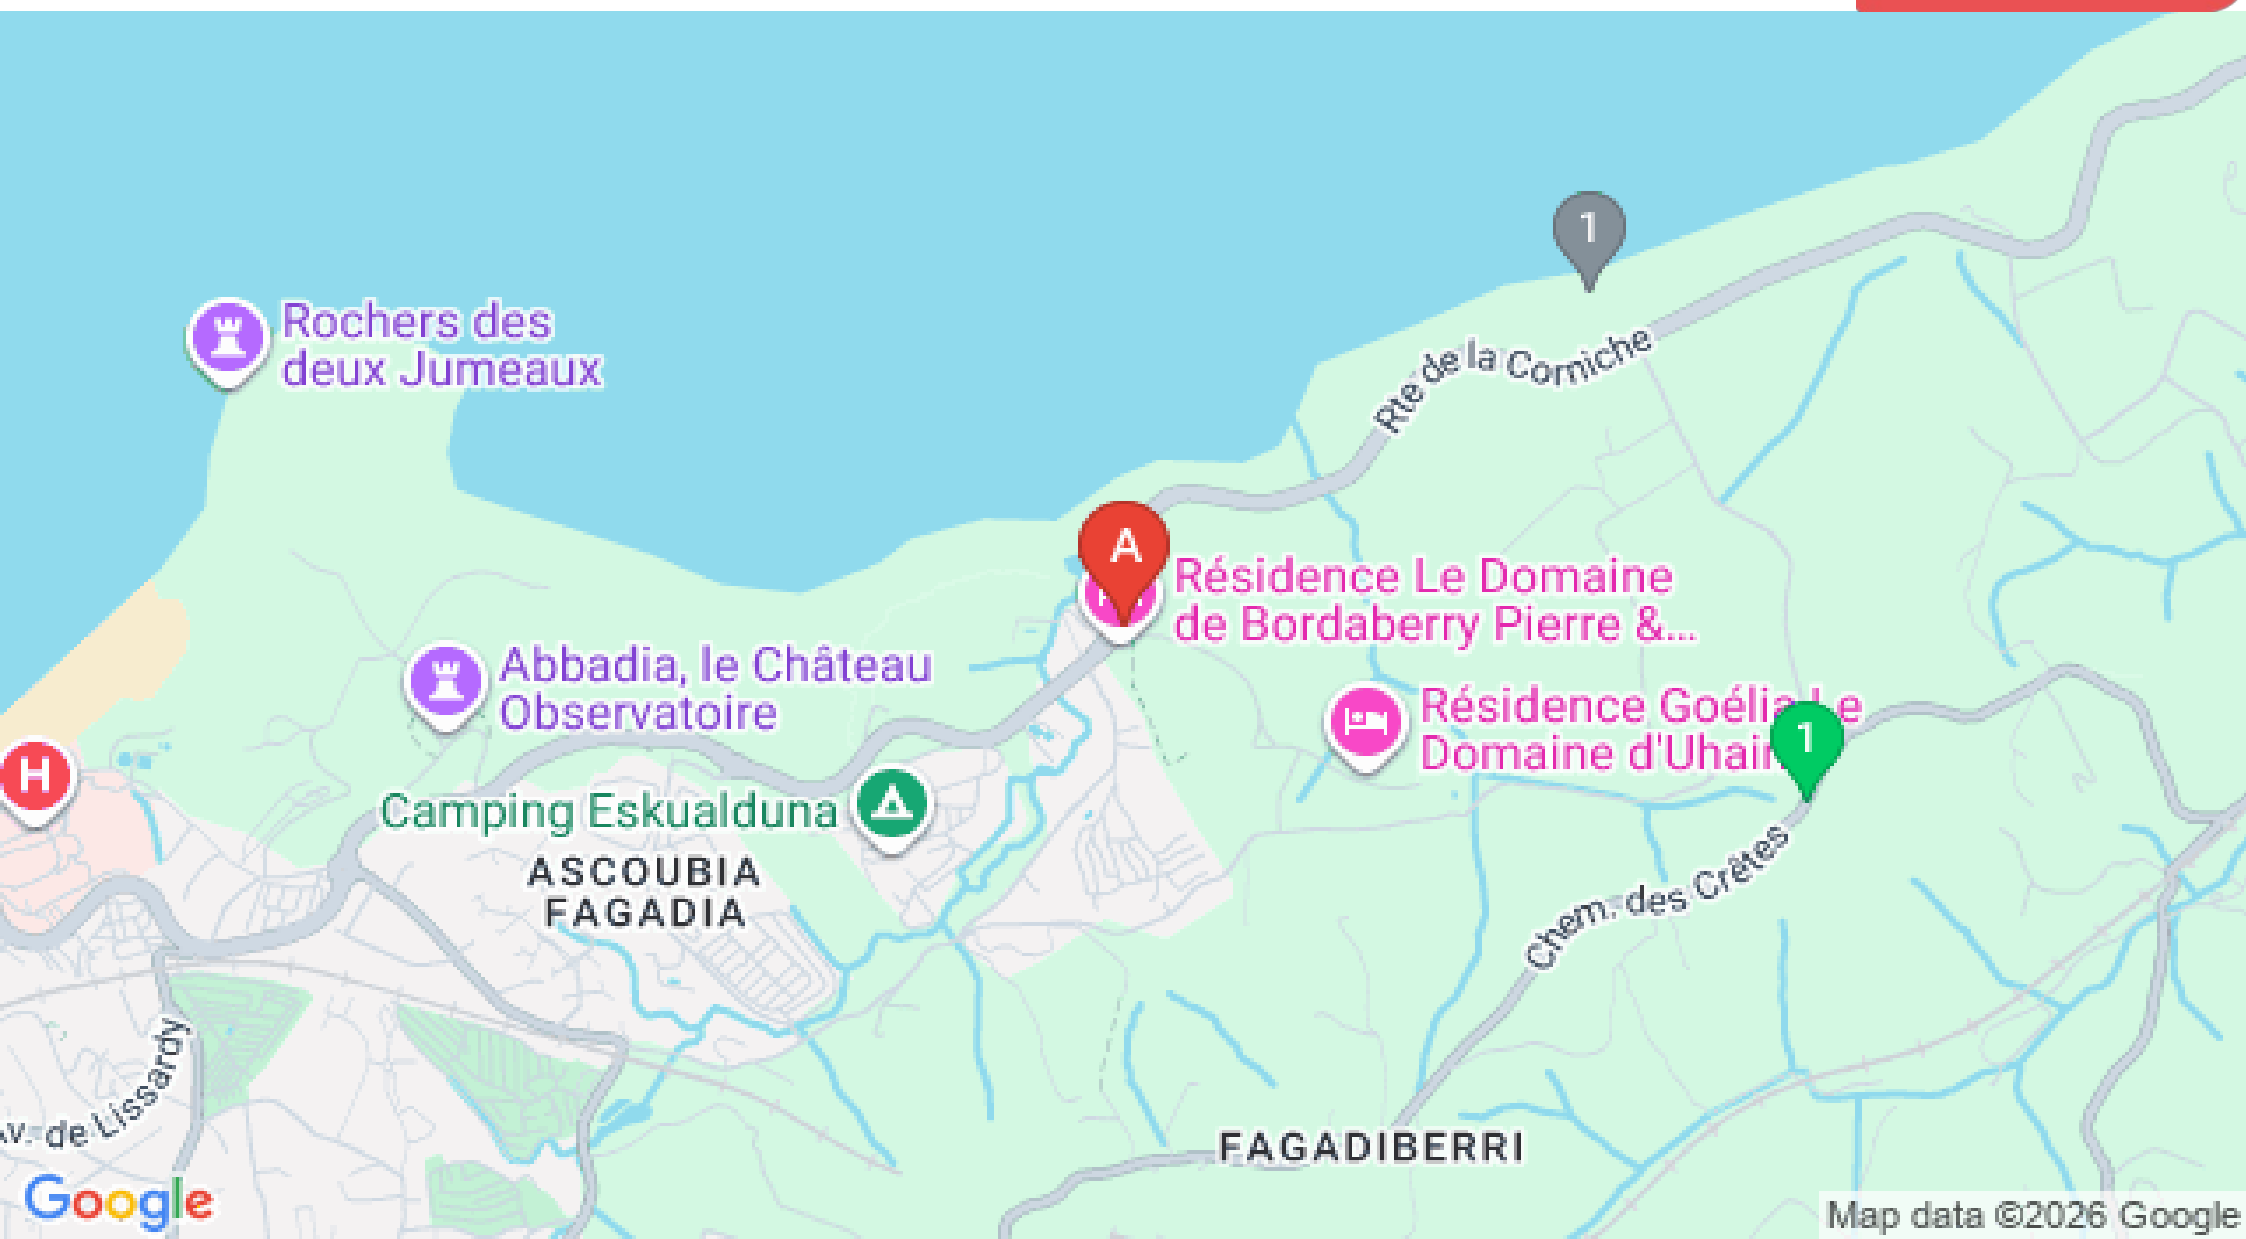 1
Rochers des
deux Jumeaux
Rte de la Corniche
A
Résidence Le Domaine
de Bordaberry Pierre &...
Abbadia, le Château
Observatoire
Résidence Goélia Le
Domaine d'Uhain
1
H
Camping Eskualduna
ASCOUBIA
FAGADIA
Chem. des Crêtes
Av. de Lissardy
FAGADIBERRI
Google
Map data ©2026 Google